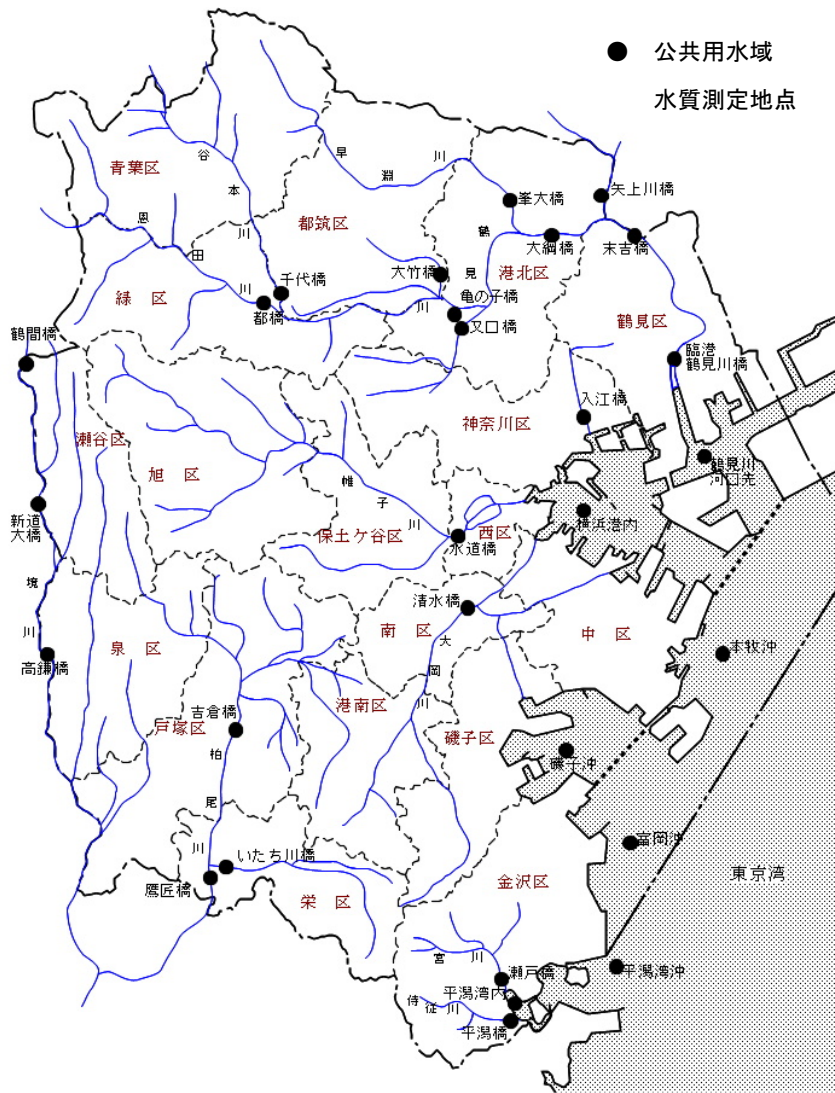 公共用水域
水質測定地点
青葉区
谷本川
早淵川
峯大橋
矢上川橋
恩田川
都筑区
鶴見川
大綱橋
末吉橋
大竹橋
港北区
千代橋
緑 区
都橋
亀の子橋
又口橋
鶴見区
鶴間橋
臨港
鶴見川橋
瀬谷区
神奈川区
入江橋
旭 区
帷子川
鶴見川
河口先
新道
大橋
保土ケ谷区
西区
横浜港内
水道橋
境川
清水橋
南 区
大岡川
中 区
泉 区
高鎌橋
本牧沖
港南区
吉倉橋
戸塚区
柏尾川
磯子区
磯子沖
富岡沖
いたち川橋
鷹匠橋
栄 区
金沢区
東京湾
宮川
瀬戸橋
平潟湾沖
平潟湾内
侍従川
平潟橋